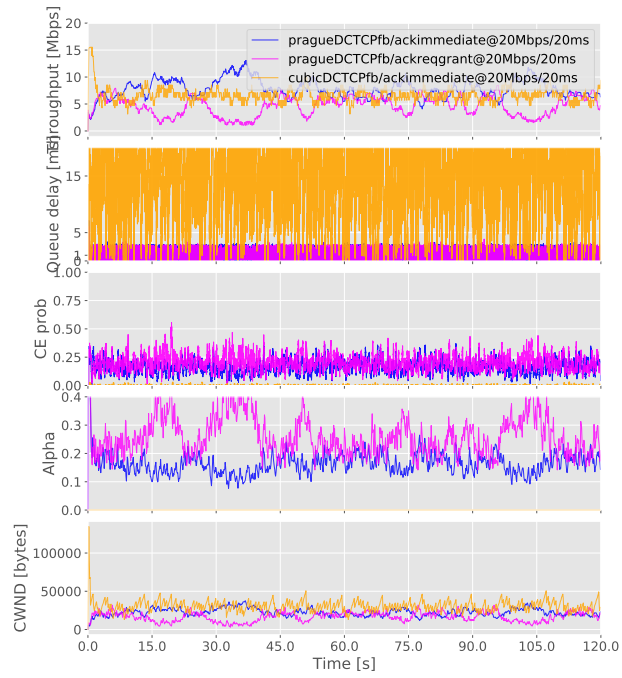 Throughput [Mbps]
20
15
10
5
0
pragueDCTCPfb/ackimmediate@20Mbps/20ms
pragueDCTCPfb/ackreqgrant@20Mbps/20ms
cubicDCTCPfb/ackimmediate@20Mbps/20ms
Queue delay [ms]
15
5
1
0
CE prob
1.00
0.75
0.50
0.25
0.00
Alpha
0.4
0.3
0.2
0.1
0.0
CWND [bytes]
100000
50000
0
0.0 15.0 30.0 45.0 60.0 75.0 90.0 105.0 120.0
Time [s]